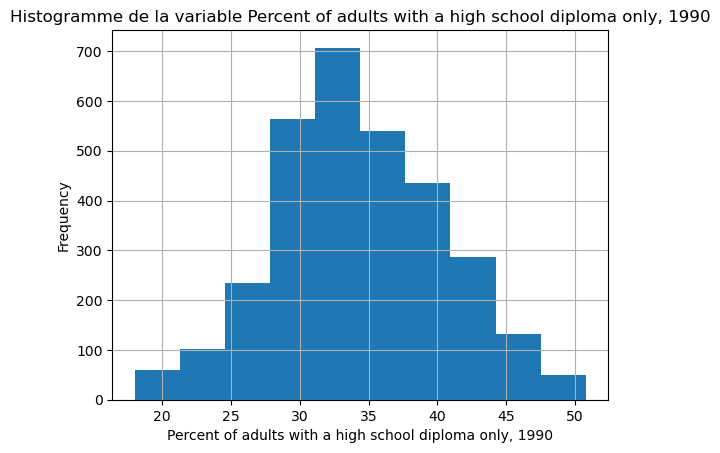 Histogramme de la variable Percent of adults with a high school diploma only, 1990
700
600
500
400
300
200
100
0
Frequency
20 25 30 35 40 45 50
Percent of adults with a high school diploma only, 1990